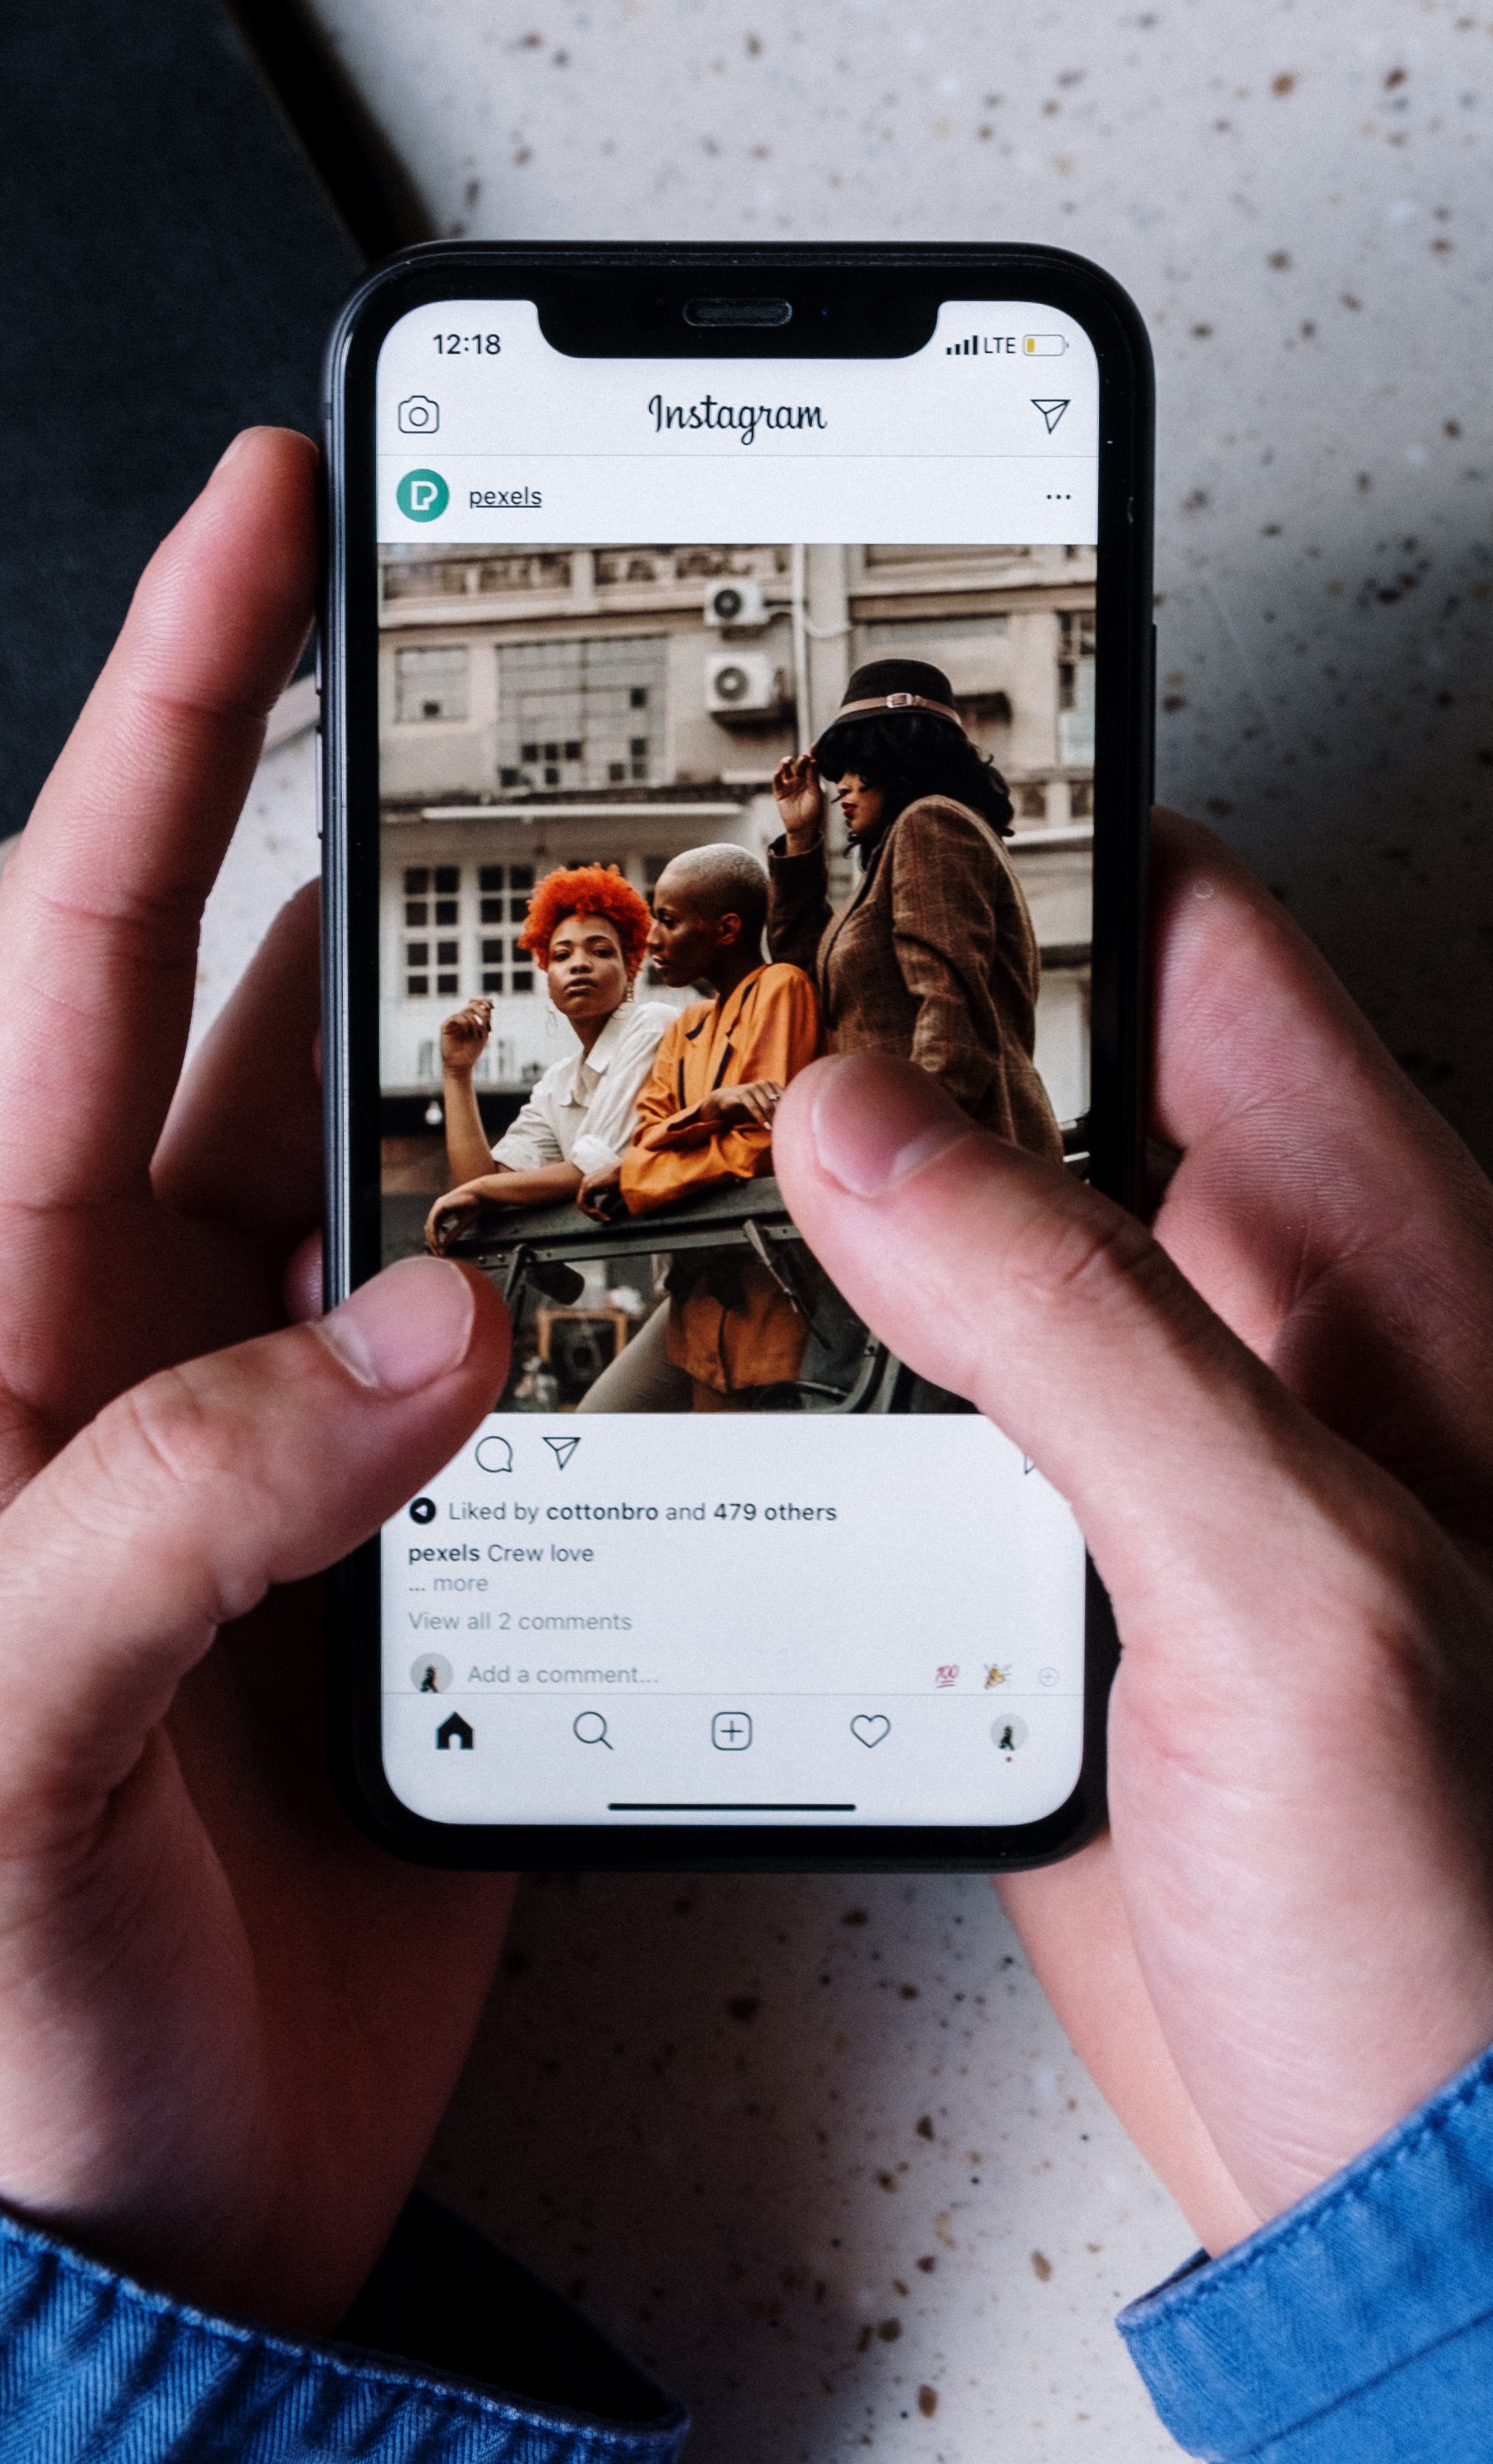 12:18 LTE
Instagram
pexels
Liked by cottonbro and 479 others
pexels Crew love
... more
View all 2 comments
Add a comment... 💯 🎉